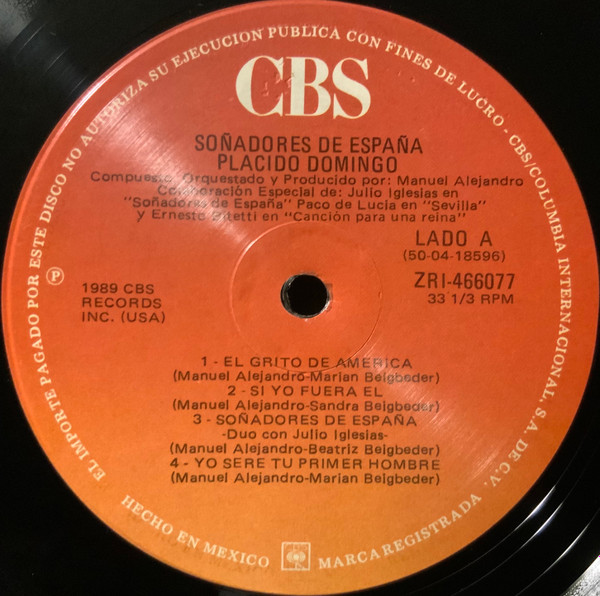 EL IMPORTE PAGADO POR ESTE DISCO NO AUTORIZA SU EJECUCION PUBLICA CON FINES DE LUCRO - CBS/COLUMBIA INTERNACIONAL, S.A. DE C.V.
CBS
SOÑADORES DE ESPAÑA
PLACIDO DOMINGO
Compuesto, Orquestado y Producido por: Manuel Alejandro
Colaboración Especial de: Julio Iglesias en
"Soñadores de España" Paco de Lucia en "Sevilla"
y Ernesto Bitetti en "Canción para una reina"
LADO A
(50-04-18596)
ZRI-466077
33 1/3 RPM
P
1989 CBS
RECORDS
INC. (USA)
1 - EL GRITO DE AMERICA
(Manuel Alejandro-Marian Beigbeder)
2 - SI YO FUERA EL
(Manuel Alejandro-Sandra Beigbeder)
3 - SOÑADORES DE ESPAÑA
-Duo con Julio Iglesias-
(Manuel Alejandro-Beatriz Beigbeder)
4 - YO SERE TU PRIMER HOMBRE
(Manuel Alejandro-Marian Beigbeder)
HECHO EN MEXICO
MARCA REGISTRADA